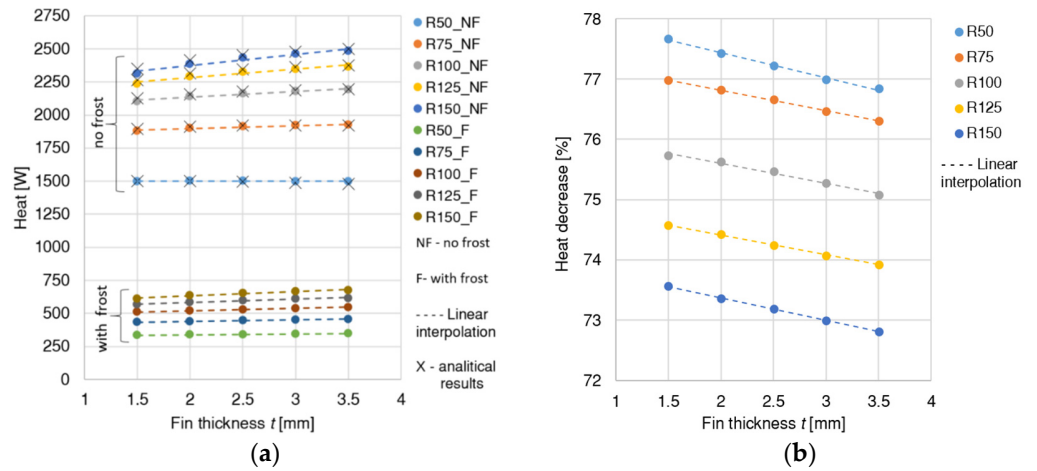 3000
2750
2500
2250
2000
1750
1500
1250
1000
750
500
250
0
Heat [W]
no frost
with frost
1
1.5
2
2.5
3
3.5
4
Fin thickness t [mm]
R50_NF
R75_NF
R100_NF
R125_NF
R150_NF
R50_F
R75_F
R100_F
R125_F
R150_F
NF - no frost
F- with frost
---- Linear
interpolation
X - analitical
results
(a)
78
77
76
75
74
73
72
Heat decrease [%]
1
1.5
2
2.5
3
3.5
4
Fin thickness t [mm]
R50
R75
R100
R125
R150
---- Linear
interpolation
(b)